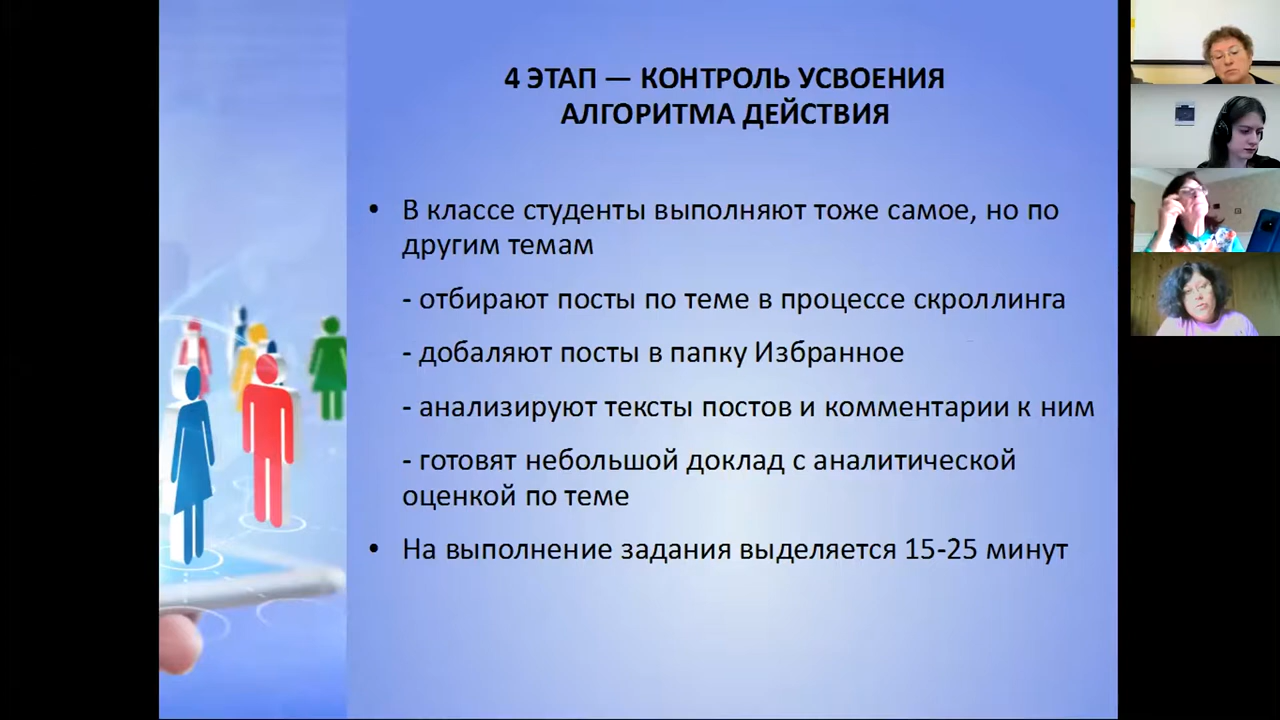 4 ЭТАП — КОНТРОЛЬ УСВОЕНИЯ
АЛГОРИТМА ДЕЙСТВИЯ
• В классе студенты выполняют тоже самое, но по
другим темам
- отбирают посты по теме в процессе скроллинга
- добаляют посты в папку Избранное
- анализируют тексты постов и комментарии к ним
- готовят небольшой доклад с аналитической
оценкой по теме
• На выполнение задания выделяется 15-25 минут